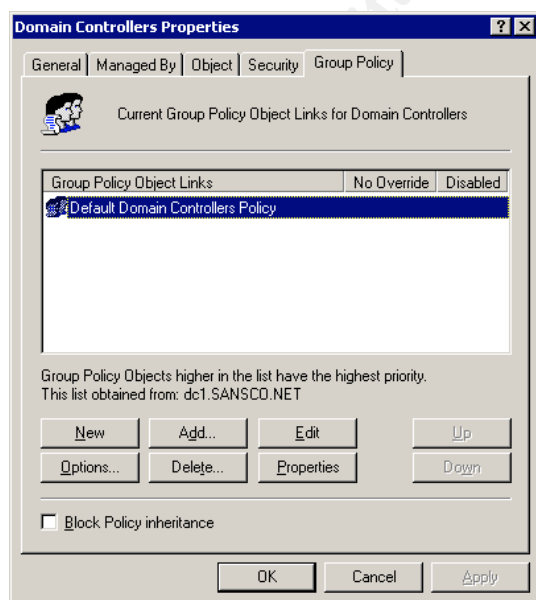 Domain Controllers Properties
General Managed By Object Security Group Policy
Current Group Policy Object Links for Domain Controllers
Group Policy Object Links No Override Disabled
Default Domain Controllers Policy
Group Policy Objects higher in the list have the highest priority.
This list obtained from: dc1.SANSCO.NET
New Add... Edit Up
Options... Delete... Properties Down
Block Policy inheritance
OK Cancel Apply